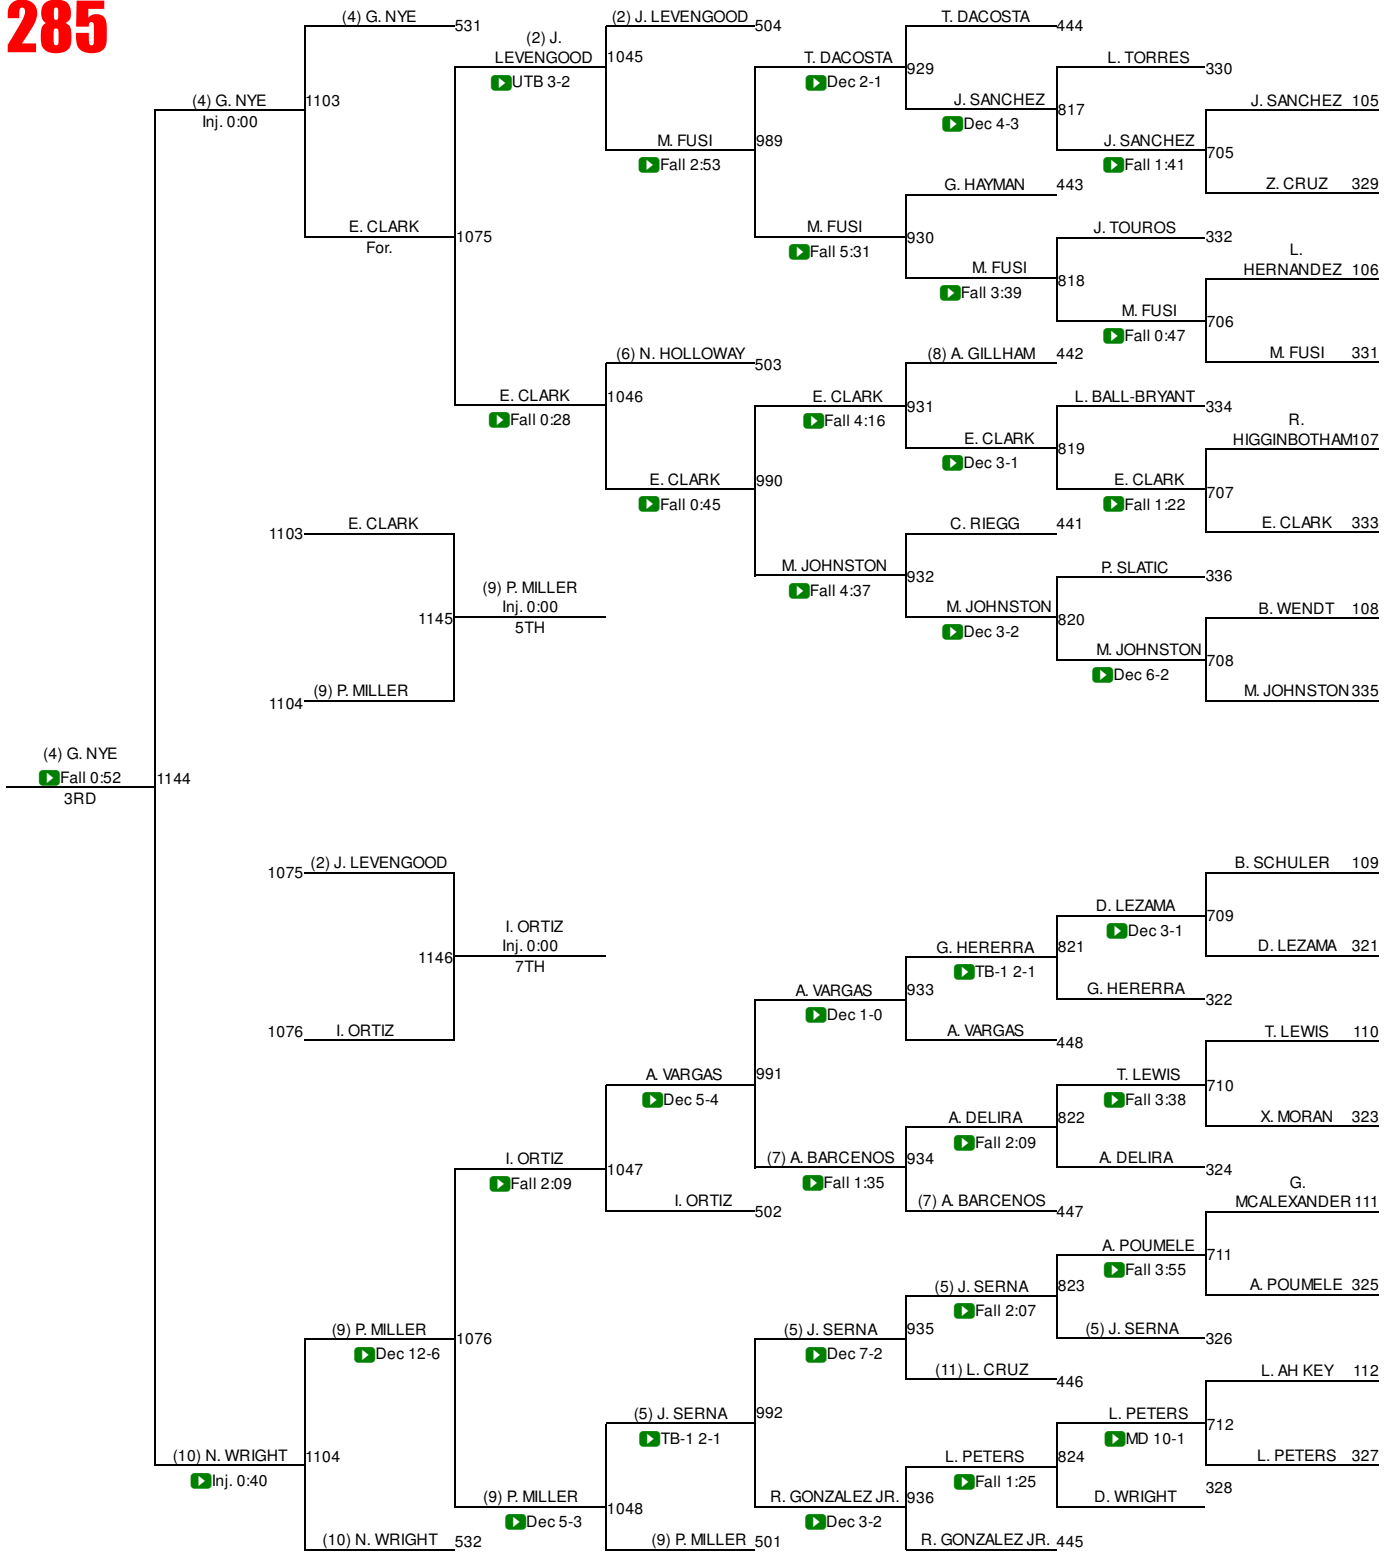 285
(4) G. NYE
531
(2) J.
LEVENGOOD
UTB 3-2
(2) J. LEVENGOOD
504
1045
T. DACOSTA
Dec 2-1
T. DACOSTA
444
929
J. SANCHEZ
Dec 4-3
L. TORRES
330
817
J. SANCHEZ
Fall 1:41
J. SANCHEZ 105
705
Z. CRUZ 329
(4) G. NYE
Inj. 0:00
1103
M. FUSI
Fall 2:53
989
G. HAYMAN
443
M. FUSI
Fall 5:31
930
M. FUSI
Fall 3:39
J. TOUROS
332
818
M. FUSI
Fall 0:47
L.
HERNANDEZ 106
706
M. FUSI 331
E. CLARK
For.
1075
(6) N. HOLLOWAY
503
E. CLARK
Fall 0:28
1046
E. CLARK
Fall 0:45
990
E. CLARK
Fall 4:16
(8) A. GILLHAM
442
931
E. CLARK
Dec 3-1
L. BALL-BRYANT
334
819
E. CLARK
Fall 1:22
R.
HIGGINBOTHAM107
707
E. CLARK 333
M. JOHNSTON
Fall 4:37
C. RIEGG
441
932
M. JOHNSTON
Dec 3-2
P. SLATIC
336
820
M. JOHNSTON
Dec 6-2
B. WENDT 108
708
M. JOHNSTON 335
1103
E. CLARK
1145
(9) P. MILLER
Inj. 0:00
5TH
1104
(9) P. MILLER
(4) G. NYE
Fall 0:52
3RD
1144
1075
(2) J. LEVENGOOD
1146
I. ORTIZ
Inj. 0:00
7TH
1076
I. ORTIZ
B. SCHULER 109
D. LEZAMA
Dec 3-1
709
D. LEZAMA 321
G. HERERRA
TB-1 2-1
821
G. HERERRA
322
A. VARGAS
Dec 1-0
933
A. VARGAS
448
A. VARGAS
Dec 5-4
991
T. LEWIS 110
T. LEWIS
Fall 3:38
710
X. MORAN 323
A. DELIRA
Fall 2:09
822
A. DELIRA
324
I. ORTIZ
Fall 2:09
1047
I. ORTIZ
502
(7) A. BARCENOS
Fall 1:35
934
(7) A. BARCENOS
447
G.
MCALEXANDER 111
A. POUMELE
Fall 3:55
711
A. POUMELE 325
(5) J. SERNA
Fall 2:07
823
(5) J. SERNA
326
(9) P. MILLER
Dec 12-6
1076
(5) J. SERNA
Dec 7-2
935
(11) L. CRUZ
446
L. AH KEY 112
(5) J. SERNA
TB-1 2-1
992
L. PETERS
MD 10-1
712
L. PETERS 327
(10) N. WRIGHT
Inj. 0:40
1104
L. PETERS
Fall 1:25
824
D. WRIGHT
328
(9) P. MILLER
Dec 5-3
1048
R. GONZALEZ JR.
Dec 3-2
936
(10) N. WRIGHT
532
(9) P. MILLER
501
R. GONZALEZ JR.
445